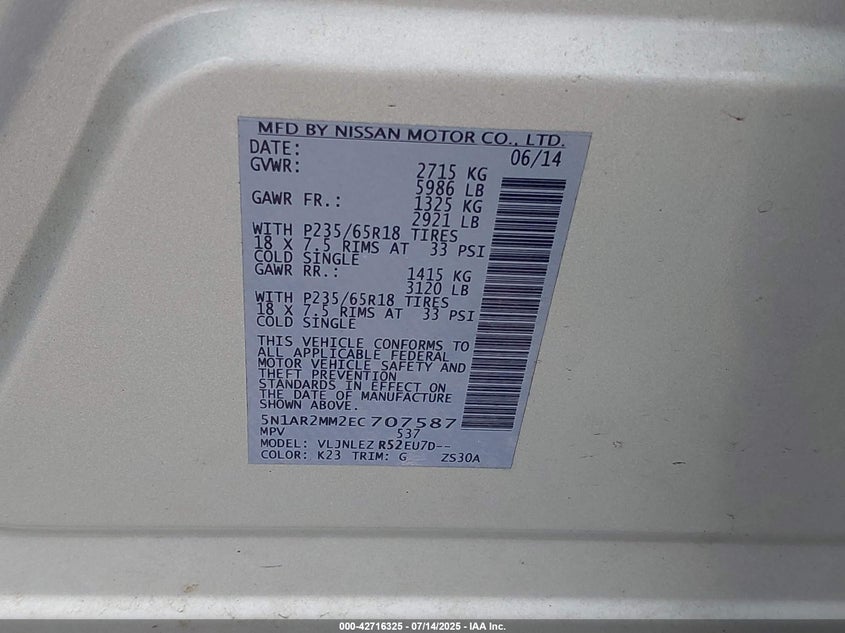 MFD BY NISSAN MOTOR CO., LTD.
DATE: 06/14
GVWR: 2715 KG
5986 LB
GAWR FR.: 1325 KG
2921 LB
WITH P235/65R18 TIRES
18 X 7.5 RIMS AT 33 PSI
COLD SINGLE
GAWR RR.: 1415 KG
3120 LB
WITH P235/65R18 TIRES
18 X 7.5 RIMS AT 33 PSI
COLD SINGLE
THIS VEHICLE CONFORMS TO
ALL APPLICABLE FEDERAL
MOTOR VEHICLE SAFETY AND
THEFT PREVENTION
STANDARDS IN EFFECT ON
THE DATE OF MANUFACTURE
SHOWN ABOVE.
5N1AR2MM2EC707587
MPV 537
MODEL: VLJNLEZ R52EU7D--
COLOR: K23 TRIM: G ZS30A
000-42716325 - 07/14/2025 - IAA Inc.